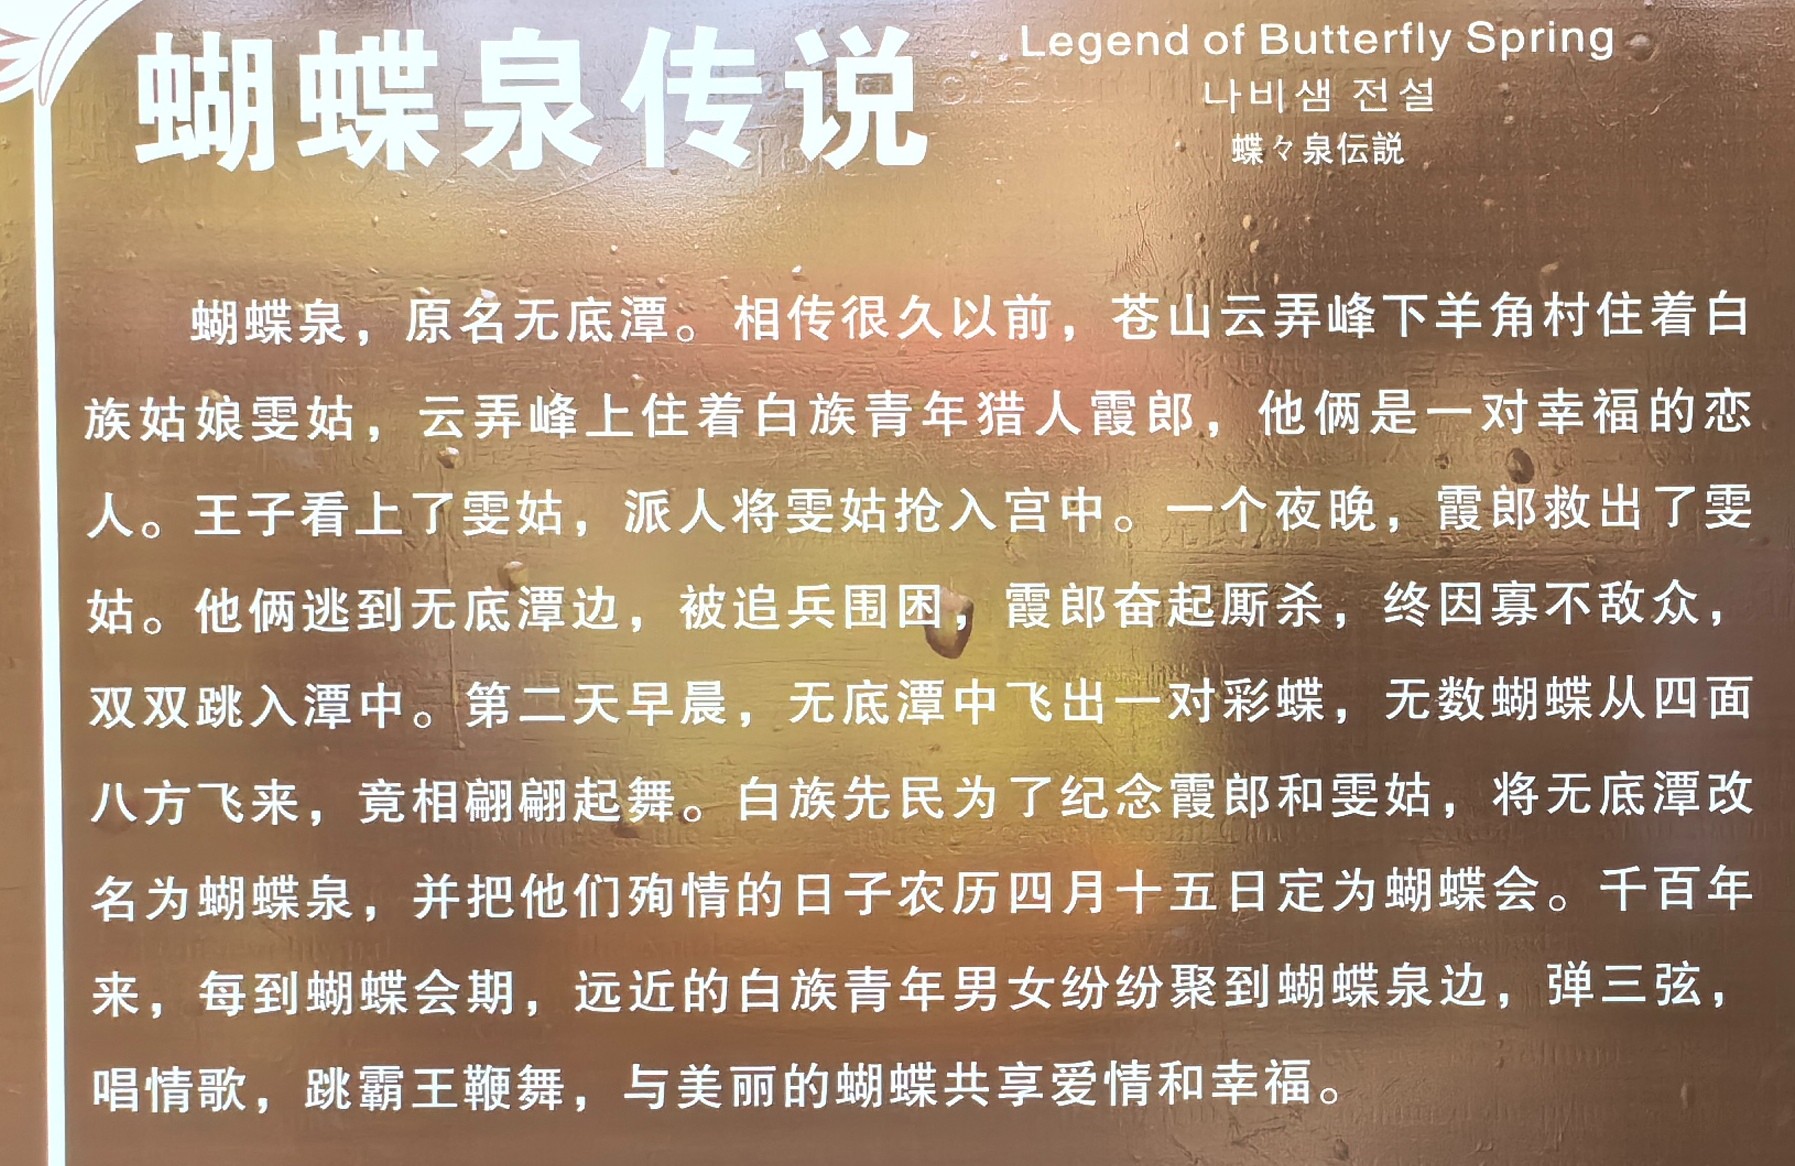 蝴蝶泉传说
Legend of Butterfly Spring
나비샘 전설
蝶々泉伝説
蝴蝶泉，原名无底潭。相传很久以前，苍山云弄峰下羊角村住着白
族姑娘雯姑，云弄峰上住着白族青年猎人霞郎，他俩是一对幸福的恋
人。王子看上了雯姑，派人将雯姑抢入宫中。一个夜晚，霞郎救出了雯
姑。他俩逃到无底潭边，被追兵围困，霞郎奋起厮杀，终因寡不敌众，
双双跳入潭中。第二天早晨，无底潭中飞出一对彩蝶，无数蝴蝶从四面
八方飞来，竟相翩翩起舞。白族先民为了纪念霞郎和雯姑，将无底潭改
名为蝴蝶泉，并把他们殉情的日子农历四月十五日定为蝴蝶会。千百年
来，每到蝴蝶会期，远近的白族青年男女纷纷聚到蝴蝶泉边，弹三弦，
唱情歌，跳霸王鞭舞，与美丽的蝴蝶共享爱情和幸福。